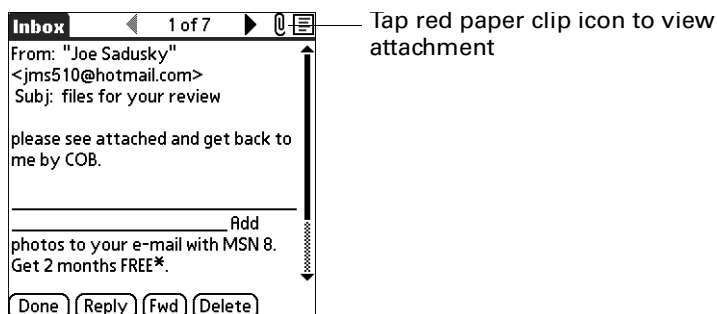 Inbox 1 of 7
Tap red paper clip icon to view
attachment
From: "Joe Sadusky"
<jms510@hotmail.com>
Subj: files for your review
please see attached and get back to
me by COB.
Add
photos to your e-mail with MSN 8.
Get 2 months FREE*.
Done Reply Fwd Delete